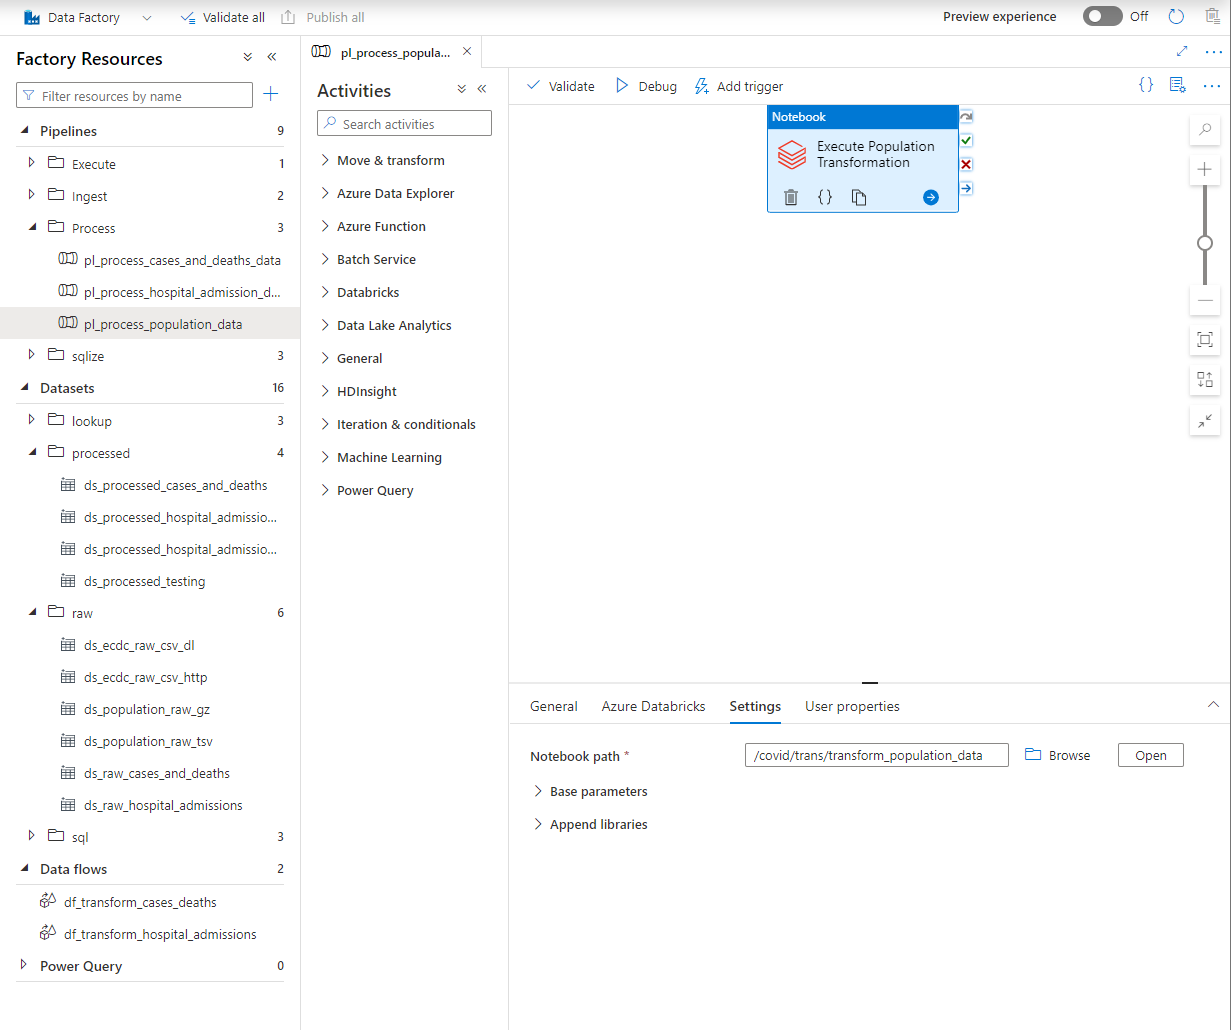 Data Factory
Validate all
Publish all
Preview experience
Off
Factory Resources
Filter resources by name
Pipelines 9
Execute 1
Ingest 2
Process 3
pl_process_cases_and_deaths_data
pl_process_hospital_admission_d...
pl_process_population_data
sqlize 3
Datasets 16
lookup 3
processed 4
ds_processed_cases_and_deaths
ds_processed_hospital_admissio...
ds_processed_hospital_admissio...
ds_processed_testing
raw 6
ds_ecdc_raw_csv_dl
ds_ecdc_raw_csv_http
ds_population_raw_gz
ds_population_raw_tsv
ds_raw_cases_and_deaths
ds_raw_hospital_admissions
sql 3
Data flows 2
df_transform_cases_deaths
df_transform_hospital_admissions
Power Query 0
pl_process_popula...
Activities
Search activities
Move & transform
Azure Data Explorer
Azure Function
Batch Service
Databricks
Data Lake Analytics
General
HDInsight
Iteration & conditionals
Machine Learning
Power Query
Validate
Debug
Add trigger
Notebook
Execute Population
Transformation
General
Azure Databricks
Settings
User properties
Notebook path *
/covid/trans/transform_population_data
Browse
Open
Base parameters
Append libraries